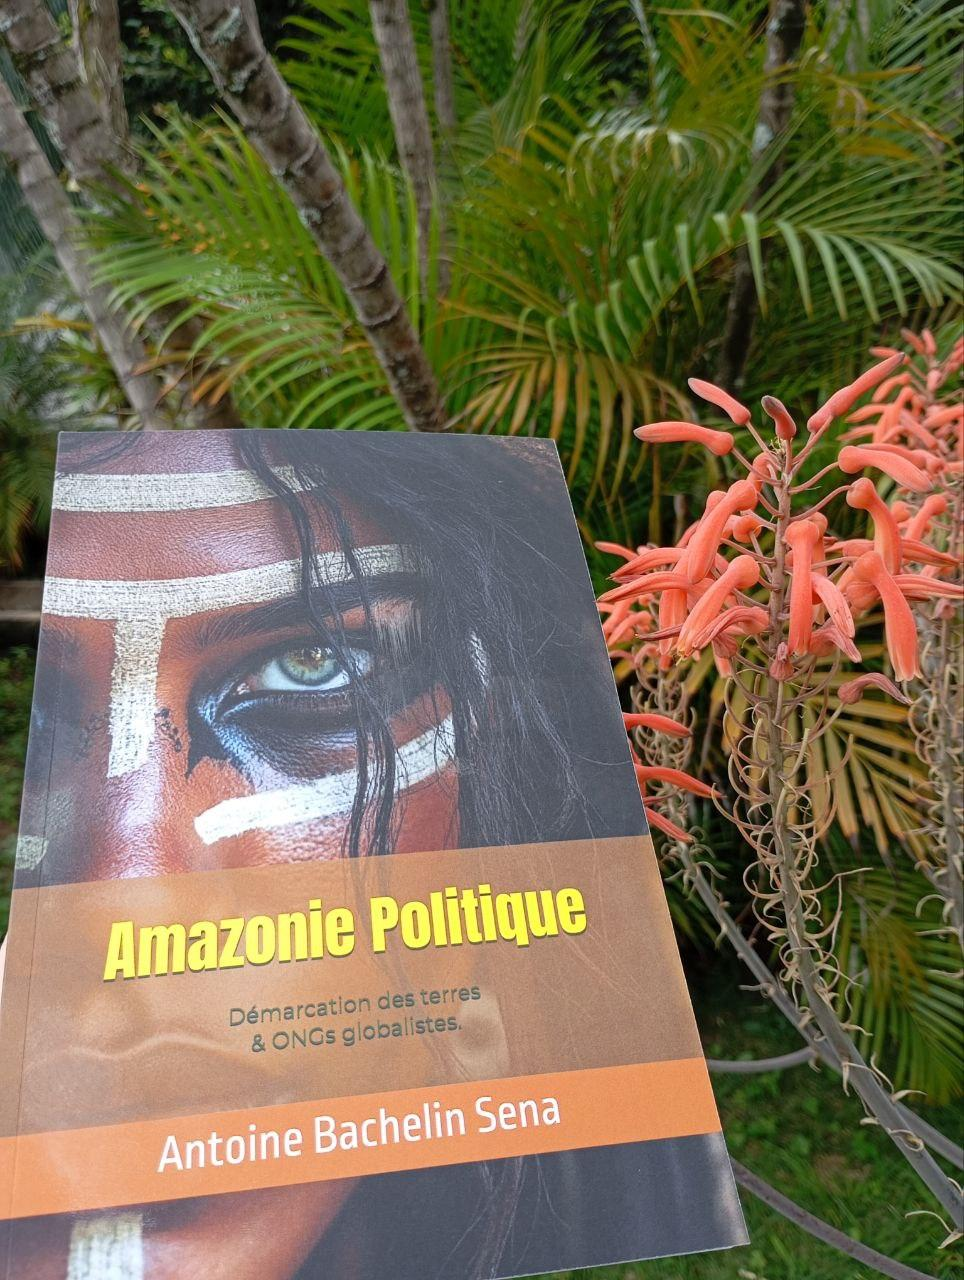 Amazonie Politique
Démarcation des terres
& ONGs globalistes.
Antoine Bachelin Sena